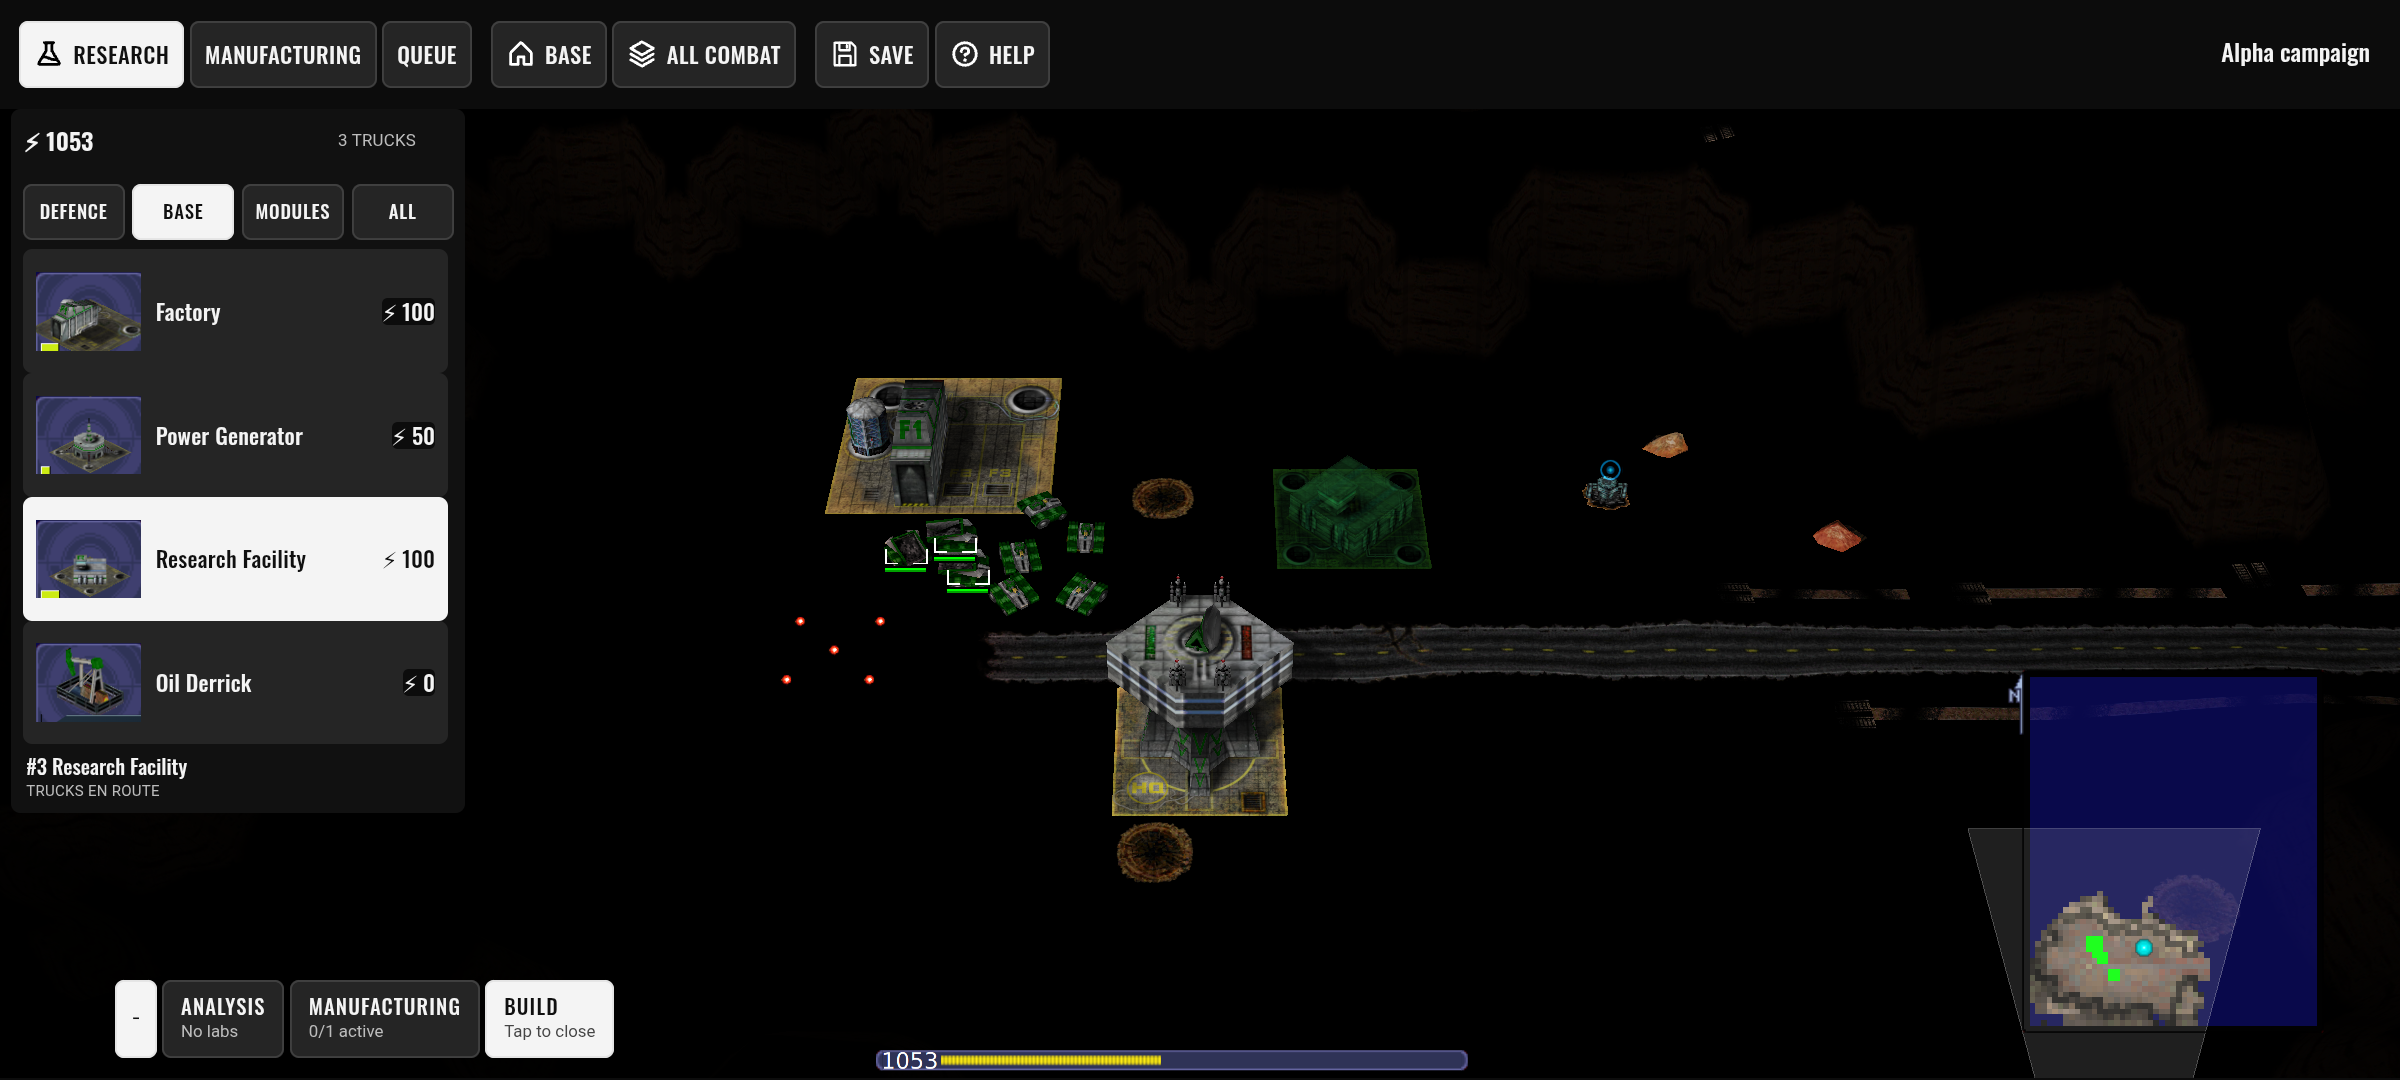 RESEARCH
MANUFACTURING
QUEUE
BASE
ALL COMBAT
SAVE
HELP
Alpha campaign
1053
3 TRUCKS
DEFENCE
BASE
MODULES
ALL
Factory
100
Power Generator
50
Research Facility
100
Oil Derrick
0
#3 Research Facility
TRUCKS EN ROUTE
F1
HQ
N
-
ANALYSIS
No labs
MANUFACTURING
0/1 active
BUILD
Tap to close
1053